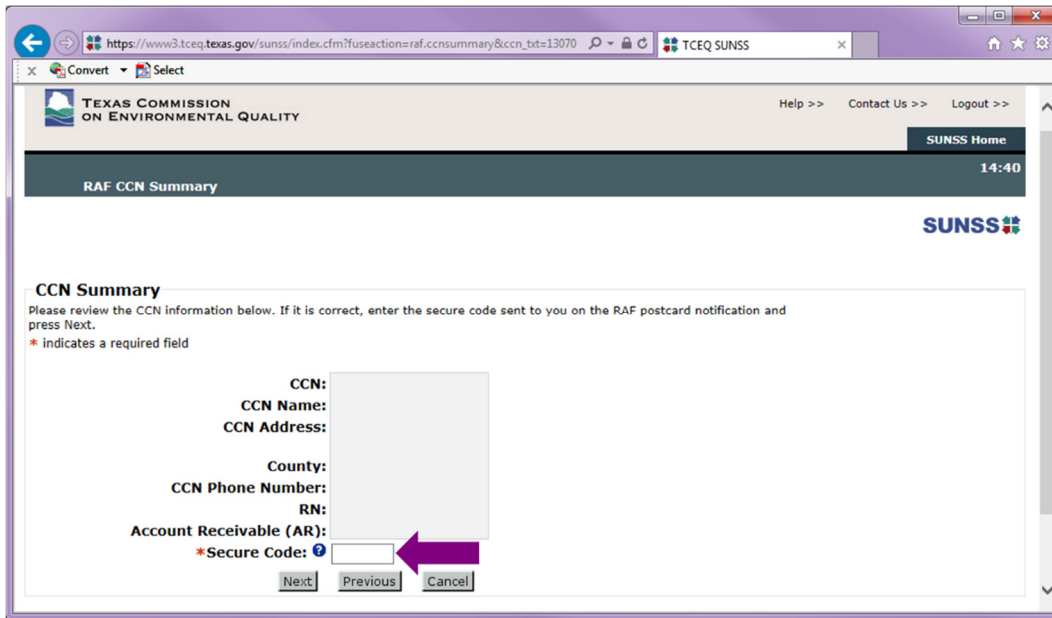 https://www3.tceq.texas.gov/sunss/index.cfm?fuseaction=raf.ccnsummary&ccn_txt=13070
TCEQ SUNSS
x Convert Select
TEXAS COMMISSION
ON ENVIRONMENTAL QUALITY
Help >> Contact Us >> Logout >>
SUNSS Home
14:40
RAF CCN Summary
SUNSS
CCN Summary
Please review the CCN information below. If it is correct, enter the secure code sent to you on the RAF postcard notification and
press Next.
* indicates a required field
CCN:
CCN Name:
CCN Address:
County:
CCN Phone Number:
RN:
Account Receivable (AR):
*Secure Code: ?
Next Previous Cancel